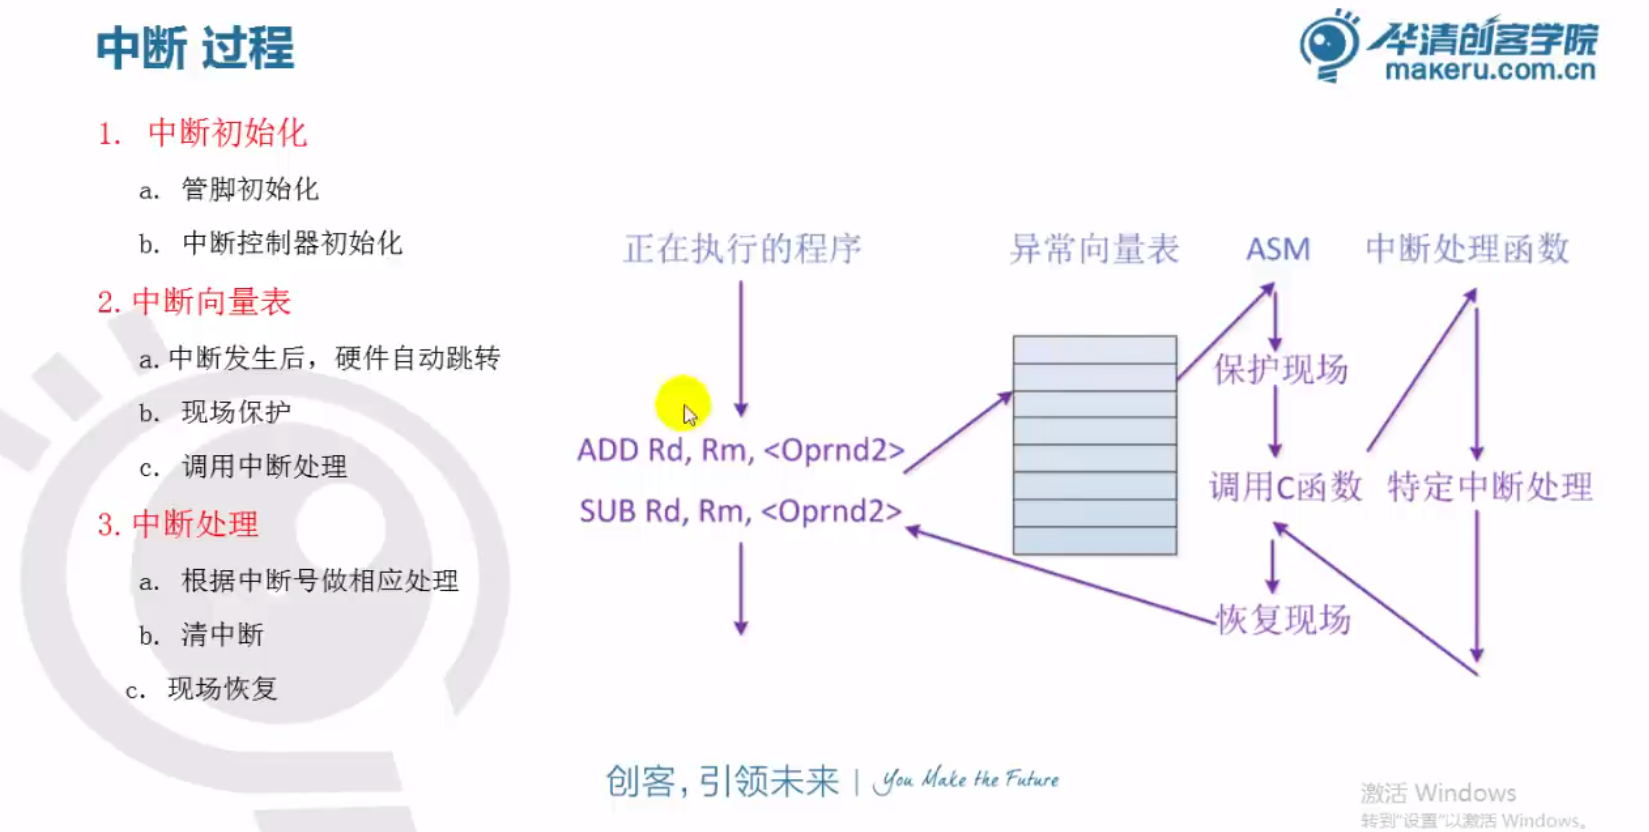 中断 过程
华清创客学院
makeru.com.cn
1. 中断初始化
a. 管脚初始化
b. 中断控制器初始化
2. 中断向量表
a. 中断发生后，硬件自动跳转
b. 现场保护
c. 调用中断处理
3. 中断处理
a. 根据中断号做相应处理
b. 清中断
c. 现场恢复
正在执行的程序
异常向量表
ASM
中断处理函数
保护现场
ADD Rd, Rm, <Oprnd2>
调用C函数
特定中断处理
SUB Rd, Rm, <Oprnd2>
恢复现场
创客，引领未来 | You Make the Future
激活 Windows
转到“设置”以激活 Windows。